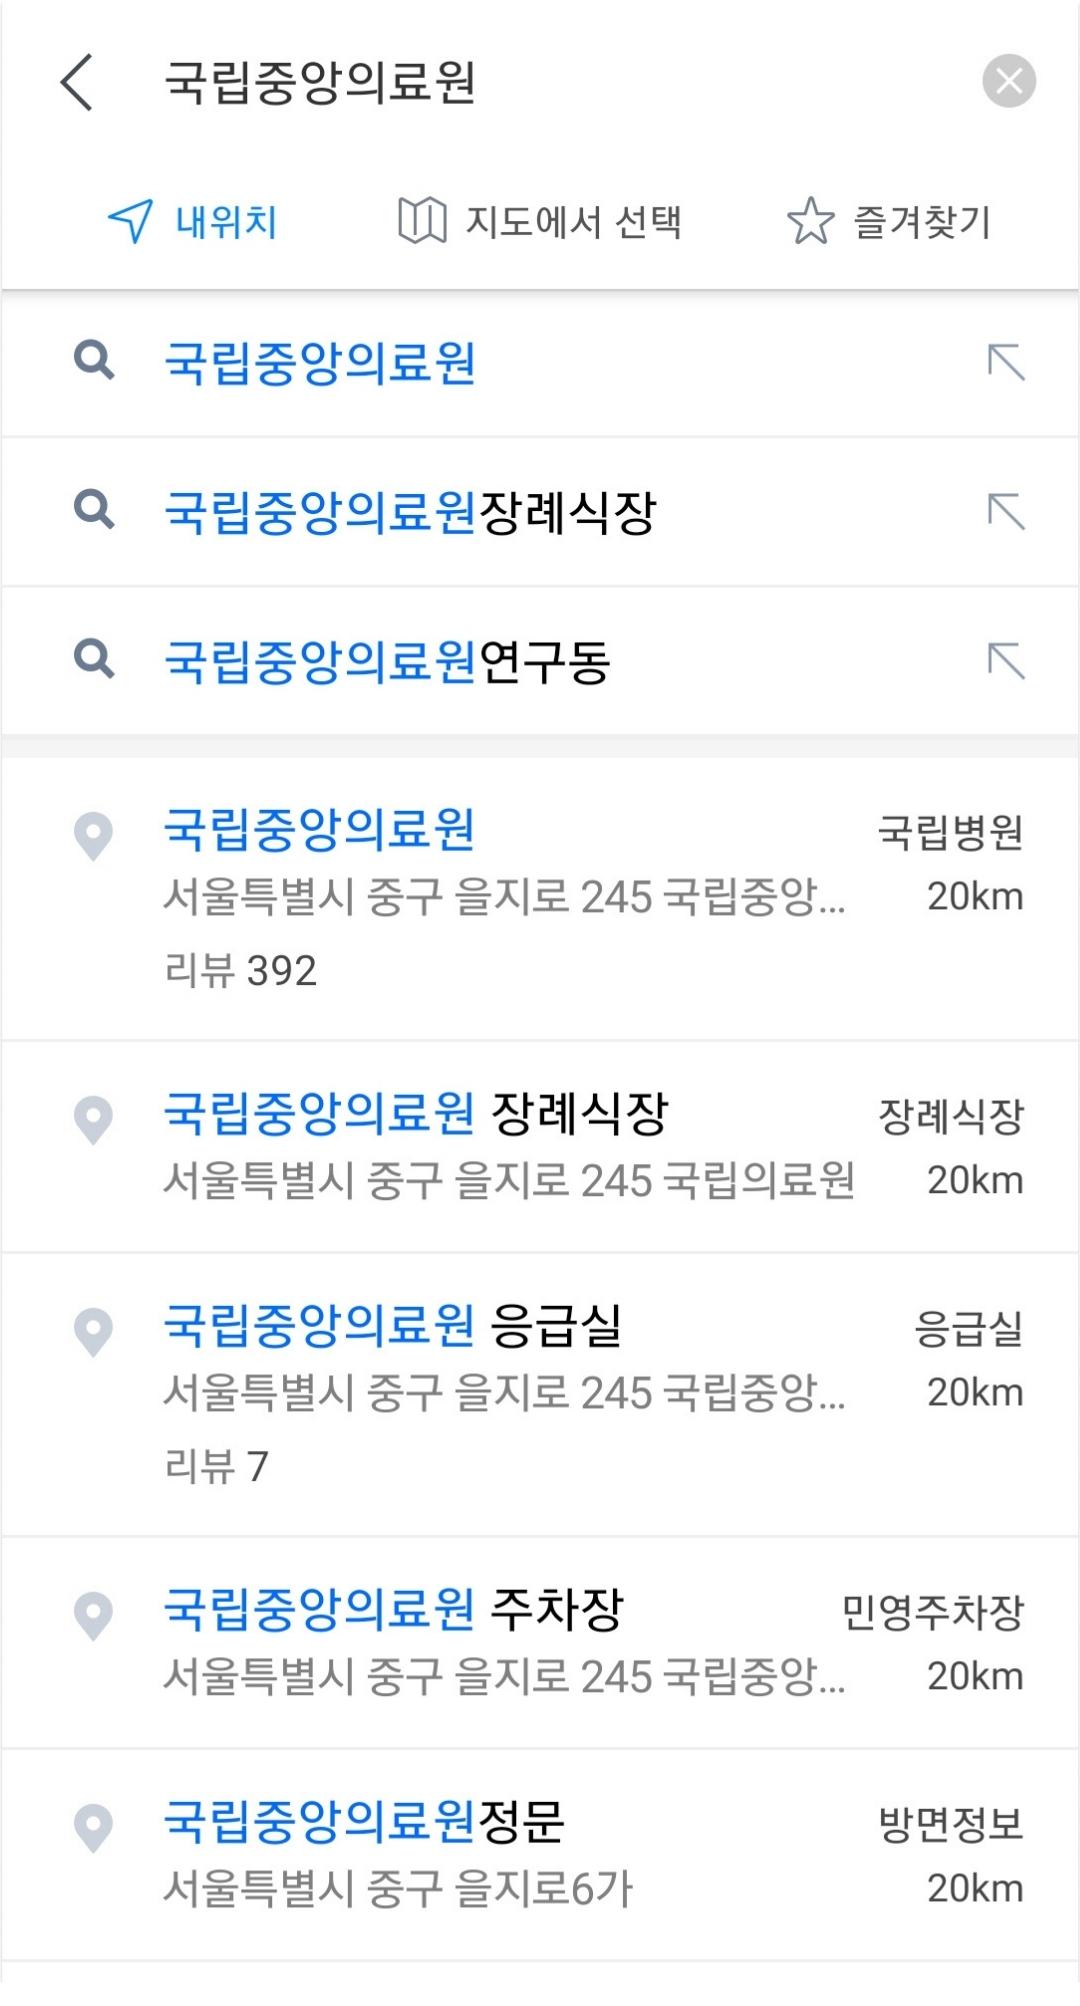 국립중앙의료원
내위치 지도에서 선택 즐겨찾기
국립중앙의료원
국립중앙의료원장례식장
국립중앙의료원연구동
국립중앙의료원 국립병원
서울특별시 중구 을지로 245 국립중앙... 20km
리뷰 392
국립중앙의료원 장례식장 장례식장
서울특별시 중구 을지로 245 국립의료원 20km
국립중앙의료원 응급실 응급실
서울특별시 중구 을지로 245 국립중앙... 20km
리뷰 7
국립중앙의료원 주차장 민영주차장
서울특별시 중구 을지로 245 국립중앙... 20km
국립중앙의료원정문 방면정보
서울특별시 중구 을지로6가 20km